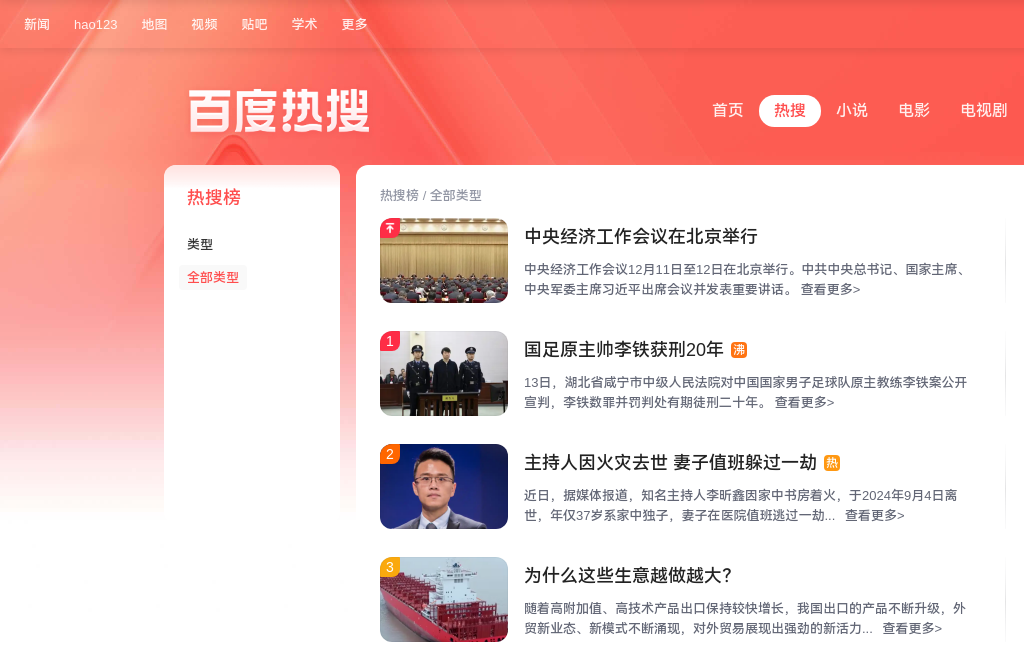 新闻 hao123 地图 视频 贴吧 学术 更多
百度热搜
首页 热搜 小说 电影 电视剧
热搜榜
类型
全部类型
热搜榜 / 全部类型
中央经济工作会议在北京举行
中央经济工作会议12月11日至12日在北京举行。中共中央总书记、国家主席、
中央军委主席习近平出席会议并发表重要讲话。 查看更多>
1
国足原主帅李铁获刑20年 沸
13日，湖北省咸宁市中级人民法院对中国国家男子足球队原主教练李铁案公开
宣判，李铁数罪并罚判处有期徒刑二十年。 查看更多>
2
主持人因火灾去世 妻子值班躲过一劫 热
近日，据媒体报道，知名主持人李昕鑫因家中书房着火，于2024年9月4日离
世，年仅37岁系家中独子，妻子在医院值班逃过一劫... 查看更多>
3
为什么这些生意越做越大？
随着高附加值、高技术产品出口保持较快增长，我国出口的产品不断升级，外
贸新业态、新模式不断涌现，对外贸易展现出强劲的新活力... 查看更多>